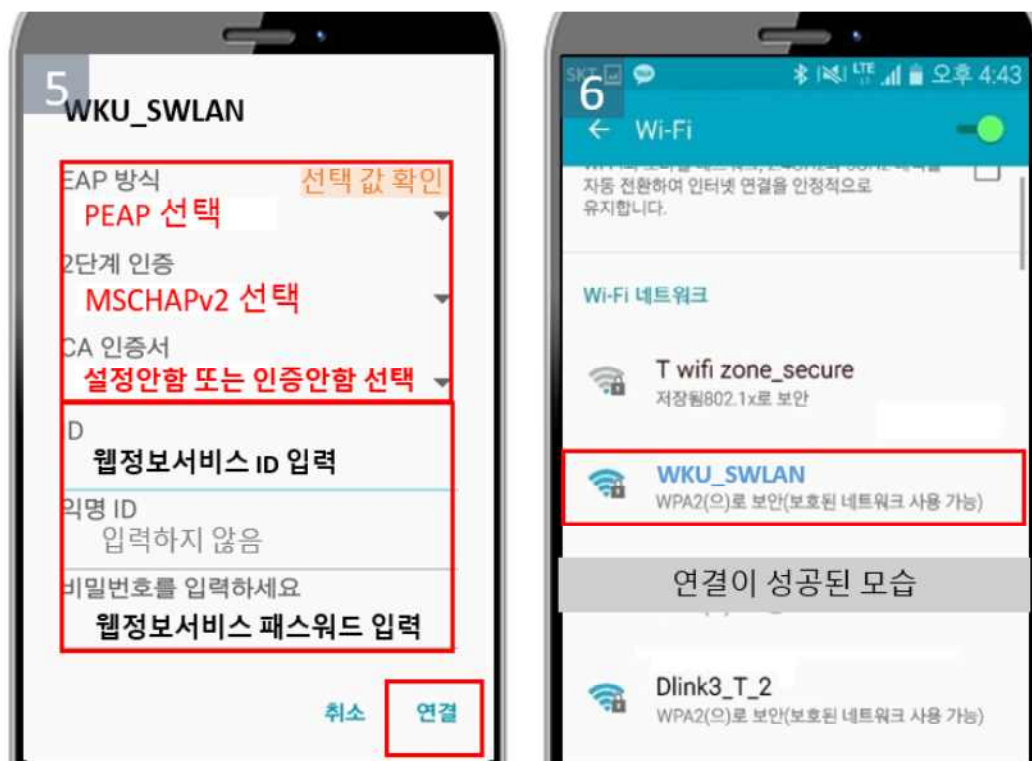 5
WKU_SWLAN
EAP 방식 선택 값 확인
PEAP 선택
2단계 인증
MSCHAPv2 선택
CA 인증서
설정안함 또는 인증안함 선택
ID
웹정보서비스 ID 입력
익명 ID
입력하지 않음
비밀번호를 입력하세요
웹정보서비스 패스워드 입력
취소 연결
6
SKT LTE 오후 4:43
Wi-Fi
자동 전환하여 인터넷 연결을 안정적으로
유지합니다.
Wi-Fi 네트워크
T wifi zone_secure
저장됨802.1x로 보안
WKU_SWLAN
WPA2(으)로 보안(보호된 네트워크 사용 가능)
연결이 성공된 모습
Dlink3_T_2
WPA2(으)로 보안(보호된 네트워크 사용 가능)